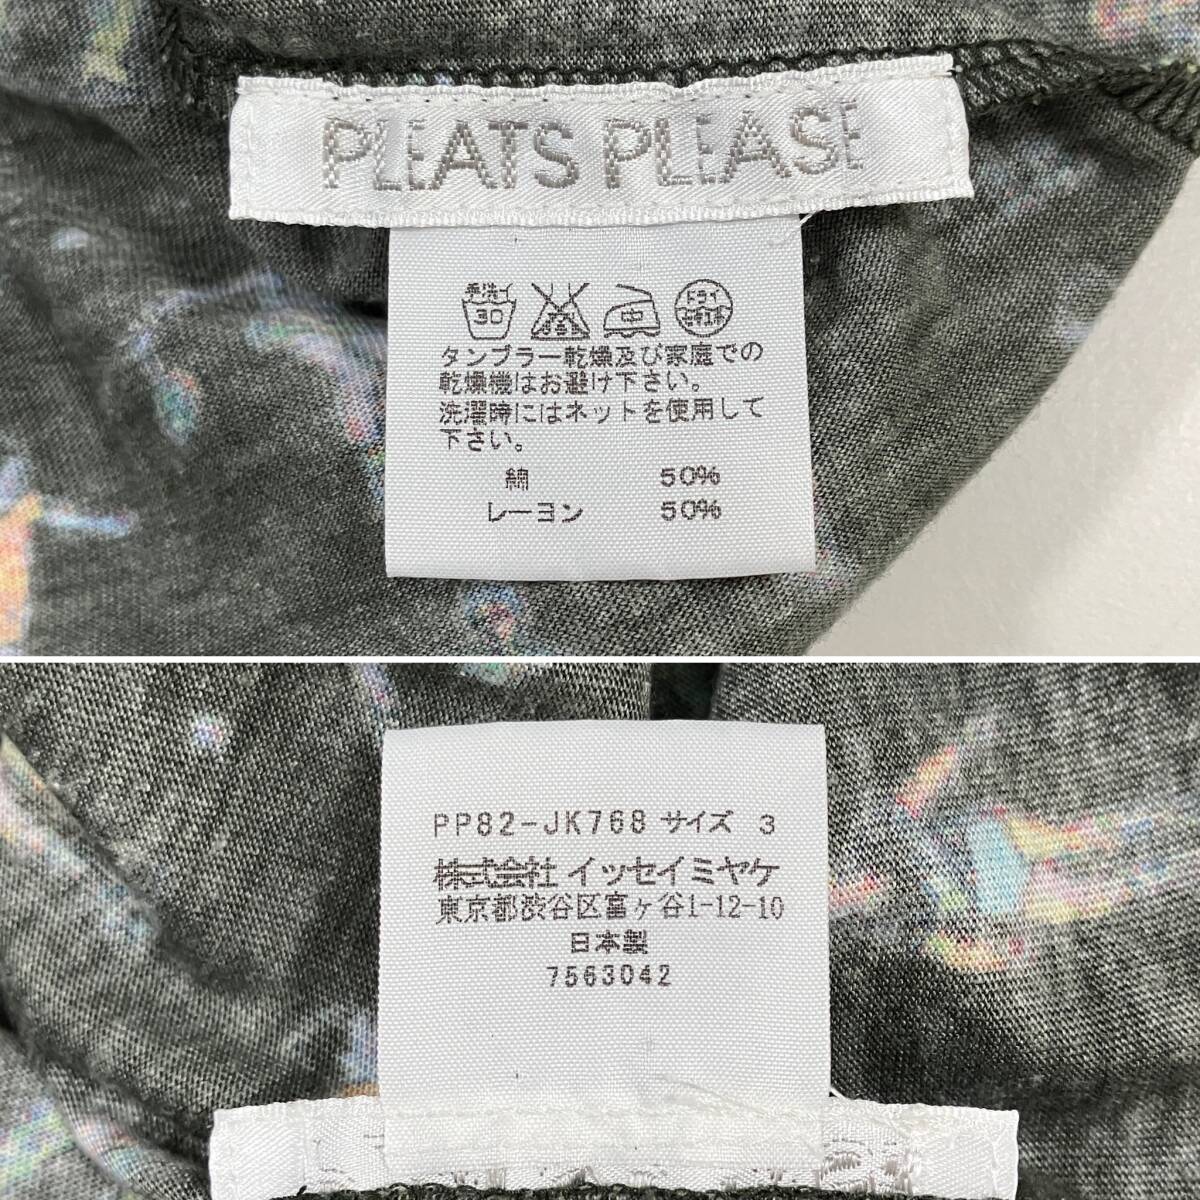 PLEATS PLEASE
手洗イ
30
中
ドライ
セキユ系
タンブラー乾燥及び家庭での
乾燥機はお避け下さい。
洗濯時にはネットを使用して
下さい。
綿 50%
レーヨン 50%
PP82-JK768 サイズ 3
株式会社 イッセイミヤケ
東京都渋谷区富ヶ谷1-12-10
日本製
7563042